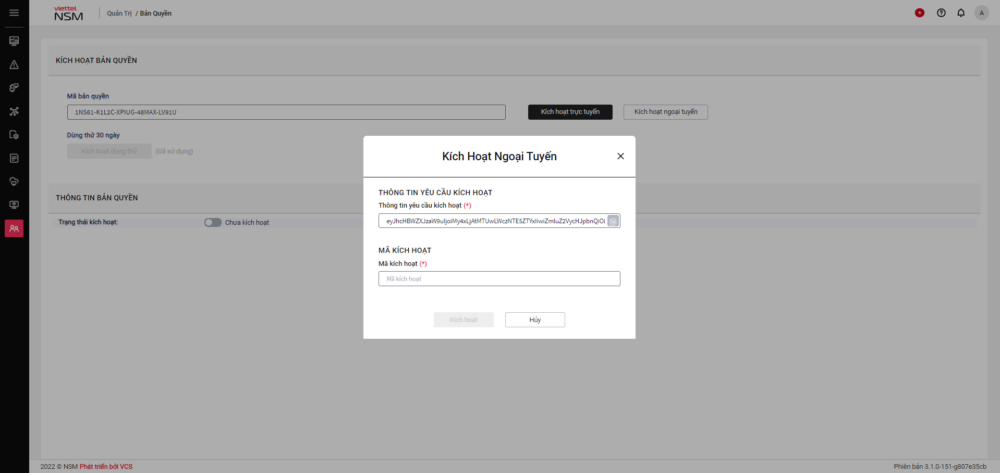 viettel
NSM
Quản Trị / Bản Quyền
A
KÍCH HOẠT BẢN QUYỀN
Mã bản quyền
1NS61-K1L2C-XPIUG-48MAX-LV91U
Kích hoạt trực tuyến
Kích hoạt ngoại tuyến
Dùng thử 30 ngày
Kích hoạt dùng thử
(Đã sử dụng)
THÔNG TIN BẢN QUYỀN
Trạng thái kích hoạt:
Chưa kích hoạt
Kích Hoạt Ngoại Tuyến
THÔNG TIN YÊU CẦU KÍCH HOẠT
Thông tin yêu cầu kích hoạt (*)
eyJhcHBWZXJzaW9uIjoiMy4xLjAtMTUwLWczNTE5ZTYxIiwiZmluZ2VycHJpbnQiOi
MÃ KÍCH HOẠT
Mã kích hoạt (*)
Mã kích hoạt
Kích hoạt
Hủy
2022 © NSM Phát triển bởi VCS
Phiên bản 3.1.0-151-g807e35cb